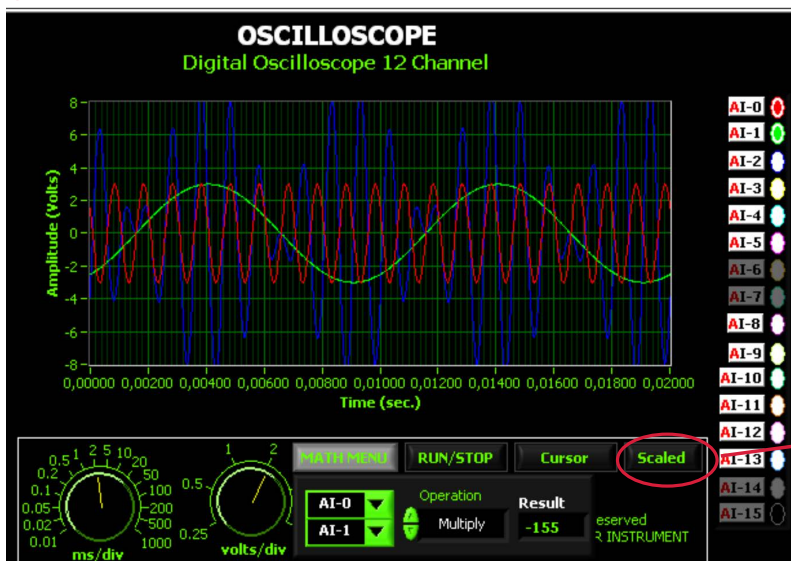 OSCILLOSCOPE
Digital Oscilloscope 12 Channel
Amplitude (Volts)
8
6
4
2
0
-2
-4
-6
-8
0,00000 0,00200 0,00400 0,00600 0,00800 0,01000 0,01200 0,01400 0,01600 0,01800 0,02000
Time (sec.)
AI-0
AI-1
AI-2
AI-3
AI-4
AI-5
AI-6
AI-7
AI-8
AI-9
AI-10
AI-11
AI-12
AI-13
AI-14
AI-15
MATH MENU RUN/STOP Cursor Scaled
0.01 0.02 0.05 0.1 0.2 0.5 1 2 5 10 20 50 100 200 500 1000
ms/div
0.25 0.5 1 2
volts/div
AI-0
AI-1
Operation
Multiply
Result
-155
eserved
R INSTRUMENT